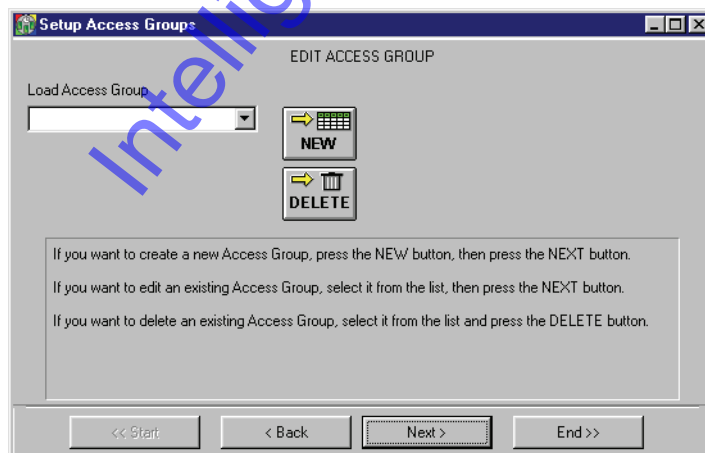 Setup Access Groups
EDIT ACCESS GROUP
Load Access Group
NEW
DELETE
If you want to create a new Access Group, press the NEW button, then press the NEXT button.
If you want to edit an existing Access Group, select it from the list, then press the NEXT button.
If you want to delete an existing Access Group, select it from the list and press the DELETE button.
<< Start
< Back
Next >
End >>